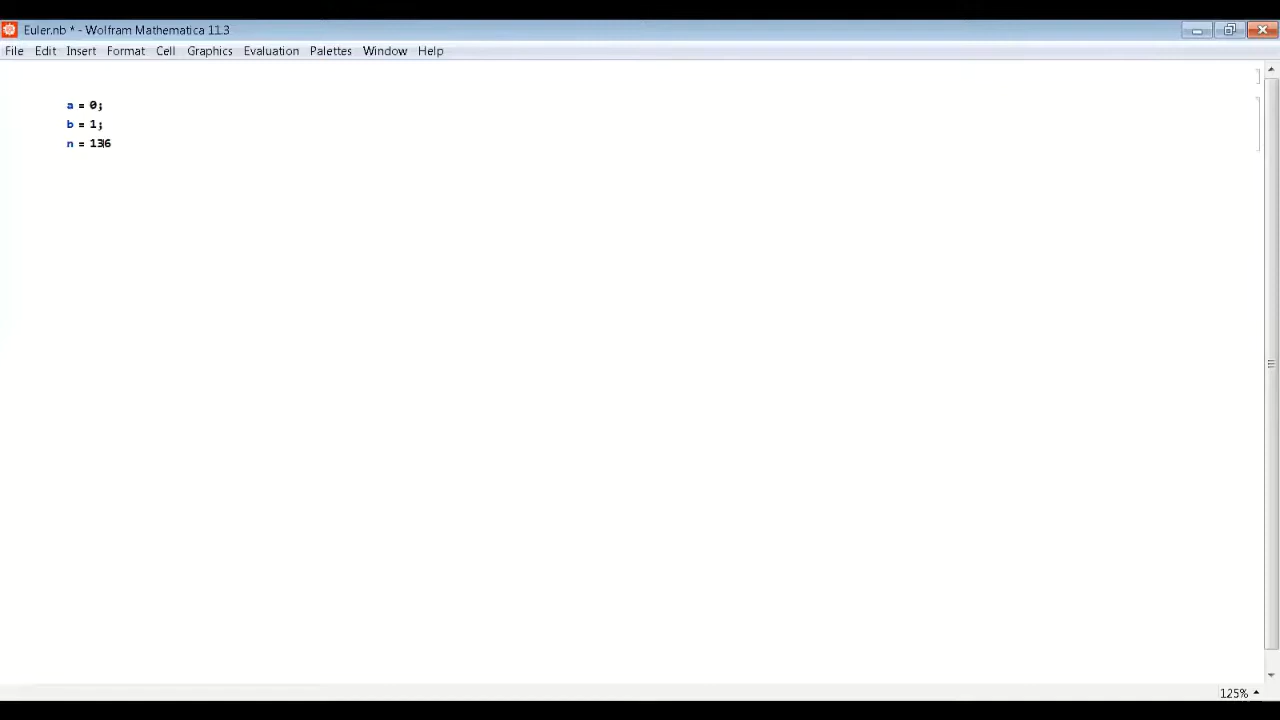 Euler.nb * - Wolfram Mathematica 11.3
File Edit Insert Format Cell Graphics Evaluation Palettes Window Help
a = 0;
b = 1;
n = 136
125%